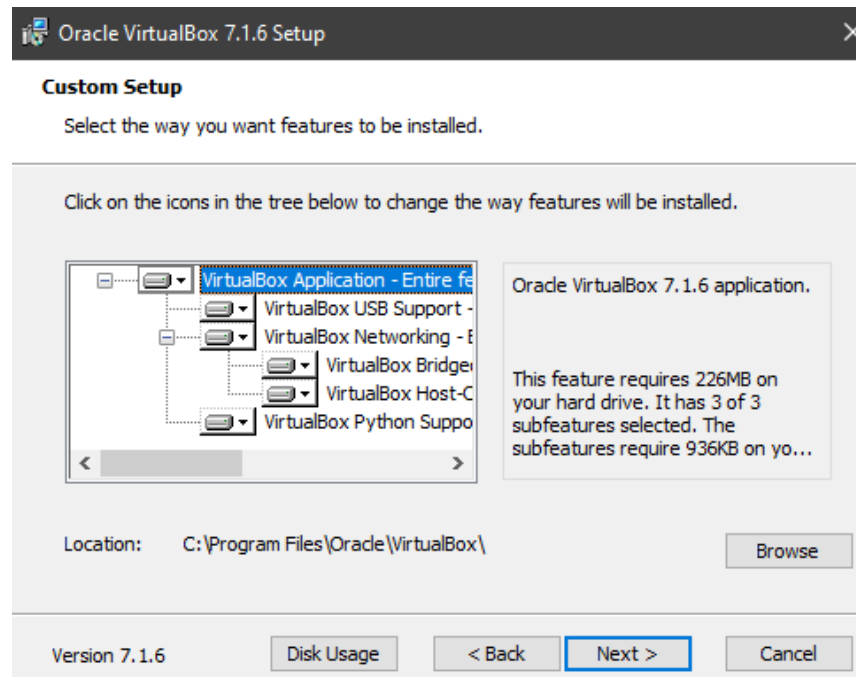 Oracle VirtualBox 7.1.6 Setup
Custom Setup
Select the way you want features to be installed.
Click on the icons in the tree below to change the way features will be installed.
VirtualBox Application - Entire fe
VirtualBox USB Support -
VirtualBox Networking - E
VirtualBox Bridge
VirtualBox Host-C
VirtualBox Python Suppo
Oracle VirtualBox 7.1.6 application.
This feature requires 226MB on
your hard drive. It has 3 of 3
subfeatures selected. The
subfeatures require 936KB on yo...
Location: C:\Program Files\Oracle\VirtualBox\
Browse
Version 7.1.6
Disk Usage
< Back
Next >
Cancel